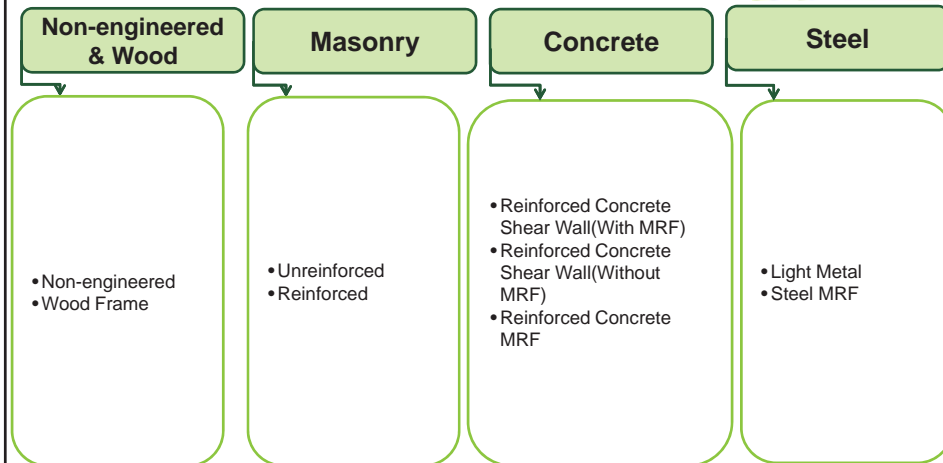 Non-engineered
& Wood
Masonry
Concrete
Steel
•Non-engineered
•Wood Frame
•Unreinforced
•Reinforced
•Reinforced Concrete
Shear Wall(With MRF)
•Reinforced Concrete
Shear Wall(Without
MRF)
•Reinforced Concrete
MRF
•Light Metal
•Steel MRF